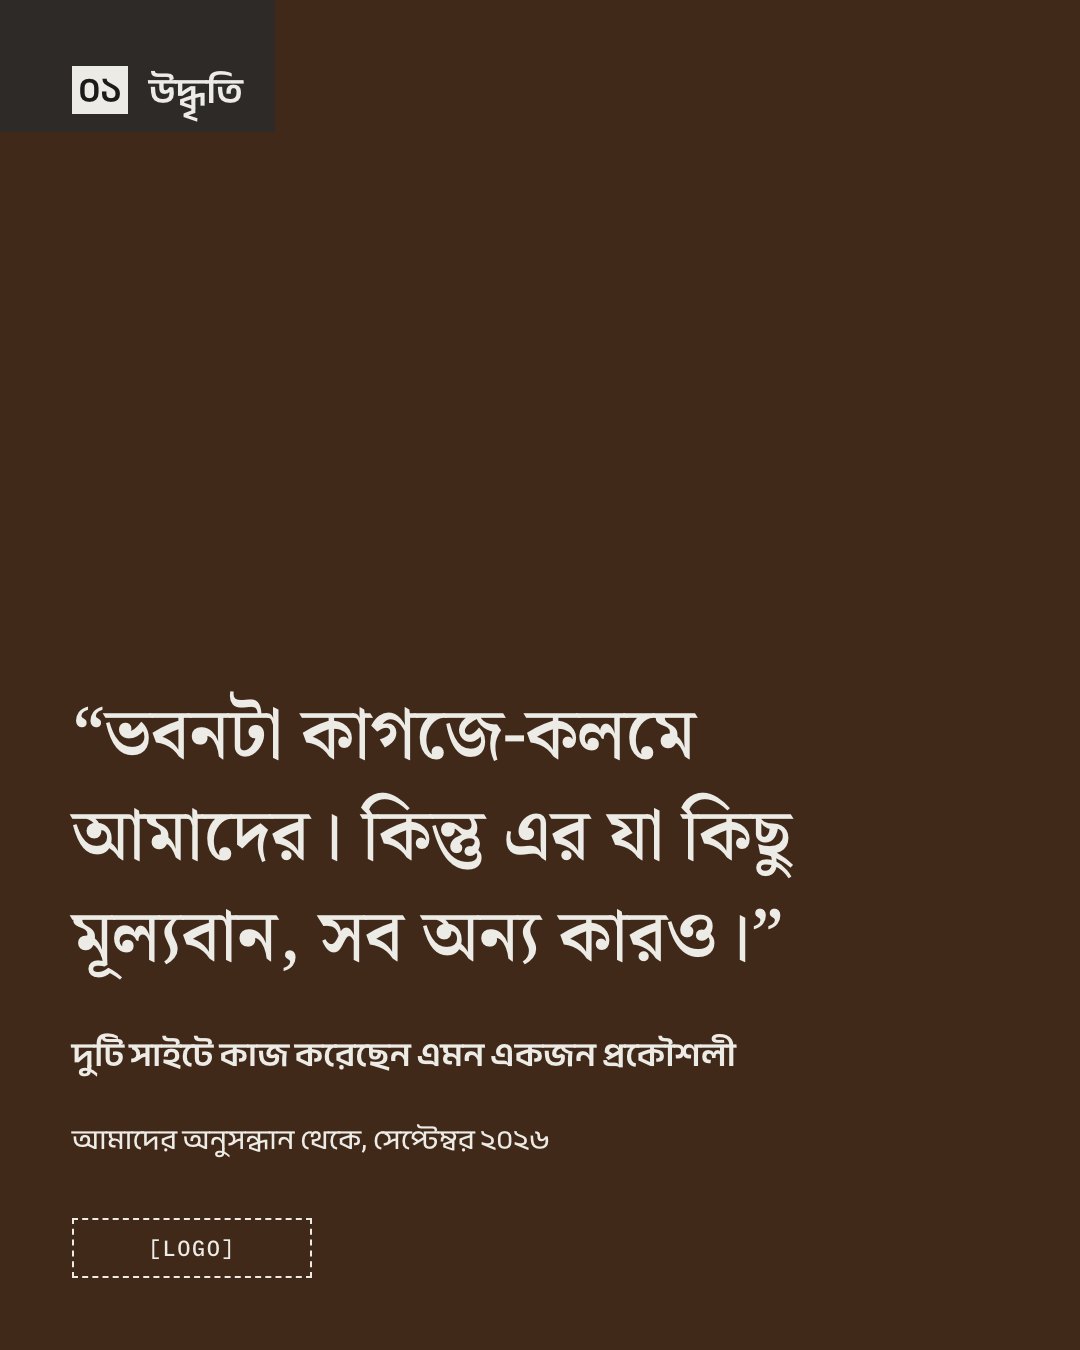 ০১ উদ্ধৃতি
“ভবনটা কাগজে-কলমে
আমাদের। কিন্তু এর যা কিছু
মূল্যবান, সব অন্য কারও।”
দুটি সাইটে কাজ করেছেন এমন একজন প্রকৌশলী
আমাদের অনুসন্ধান থেকে, সেপ্টেম্বর ২০২৬
[LOGO]